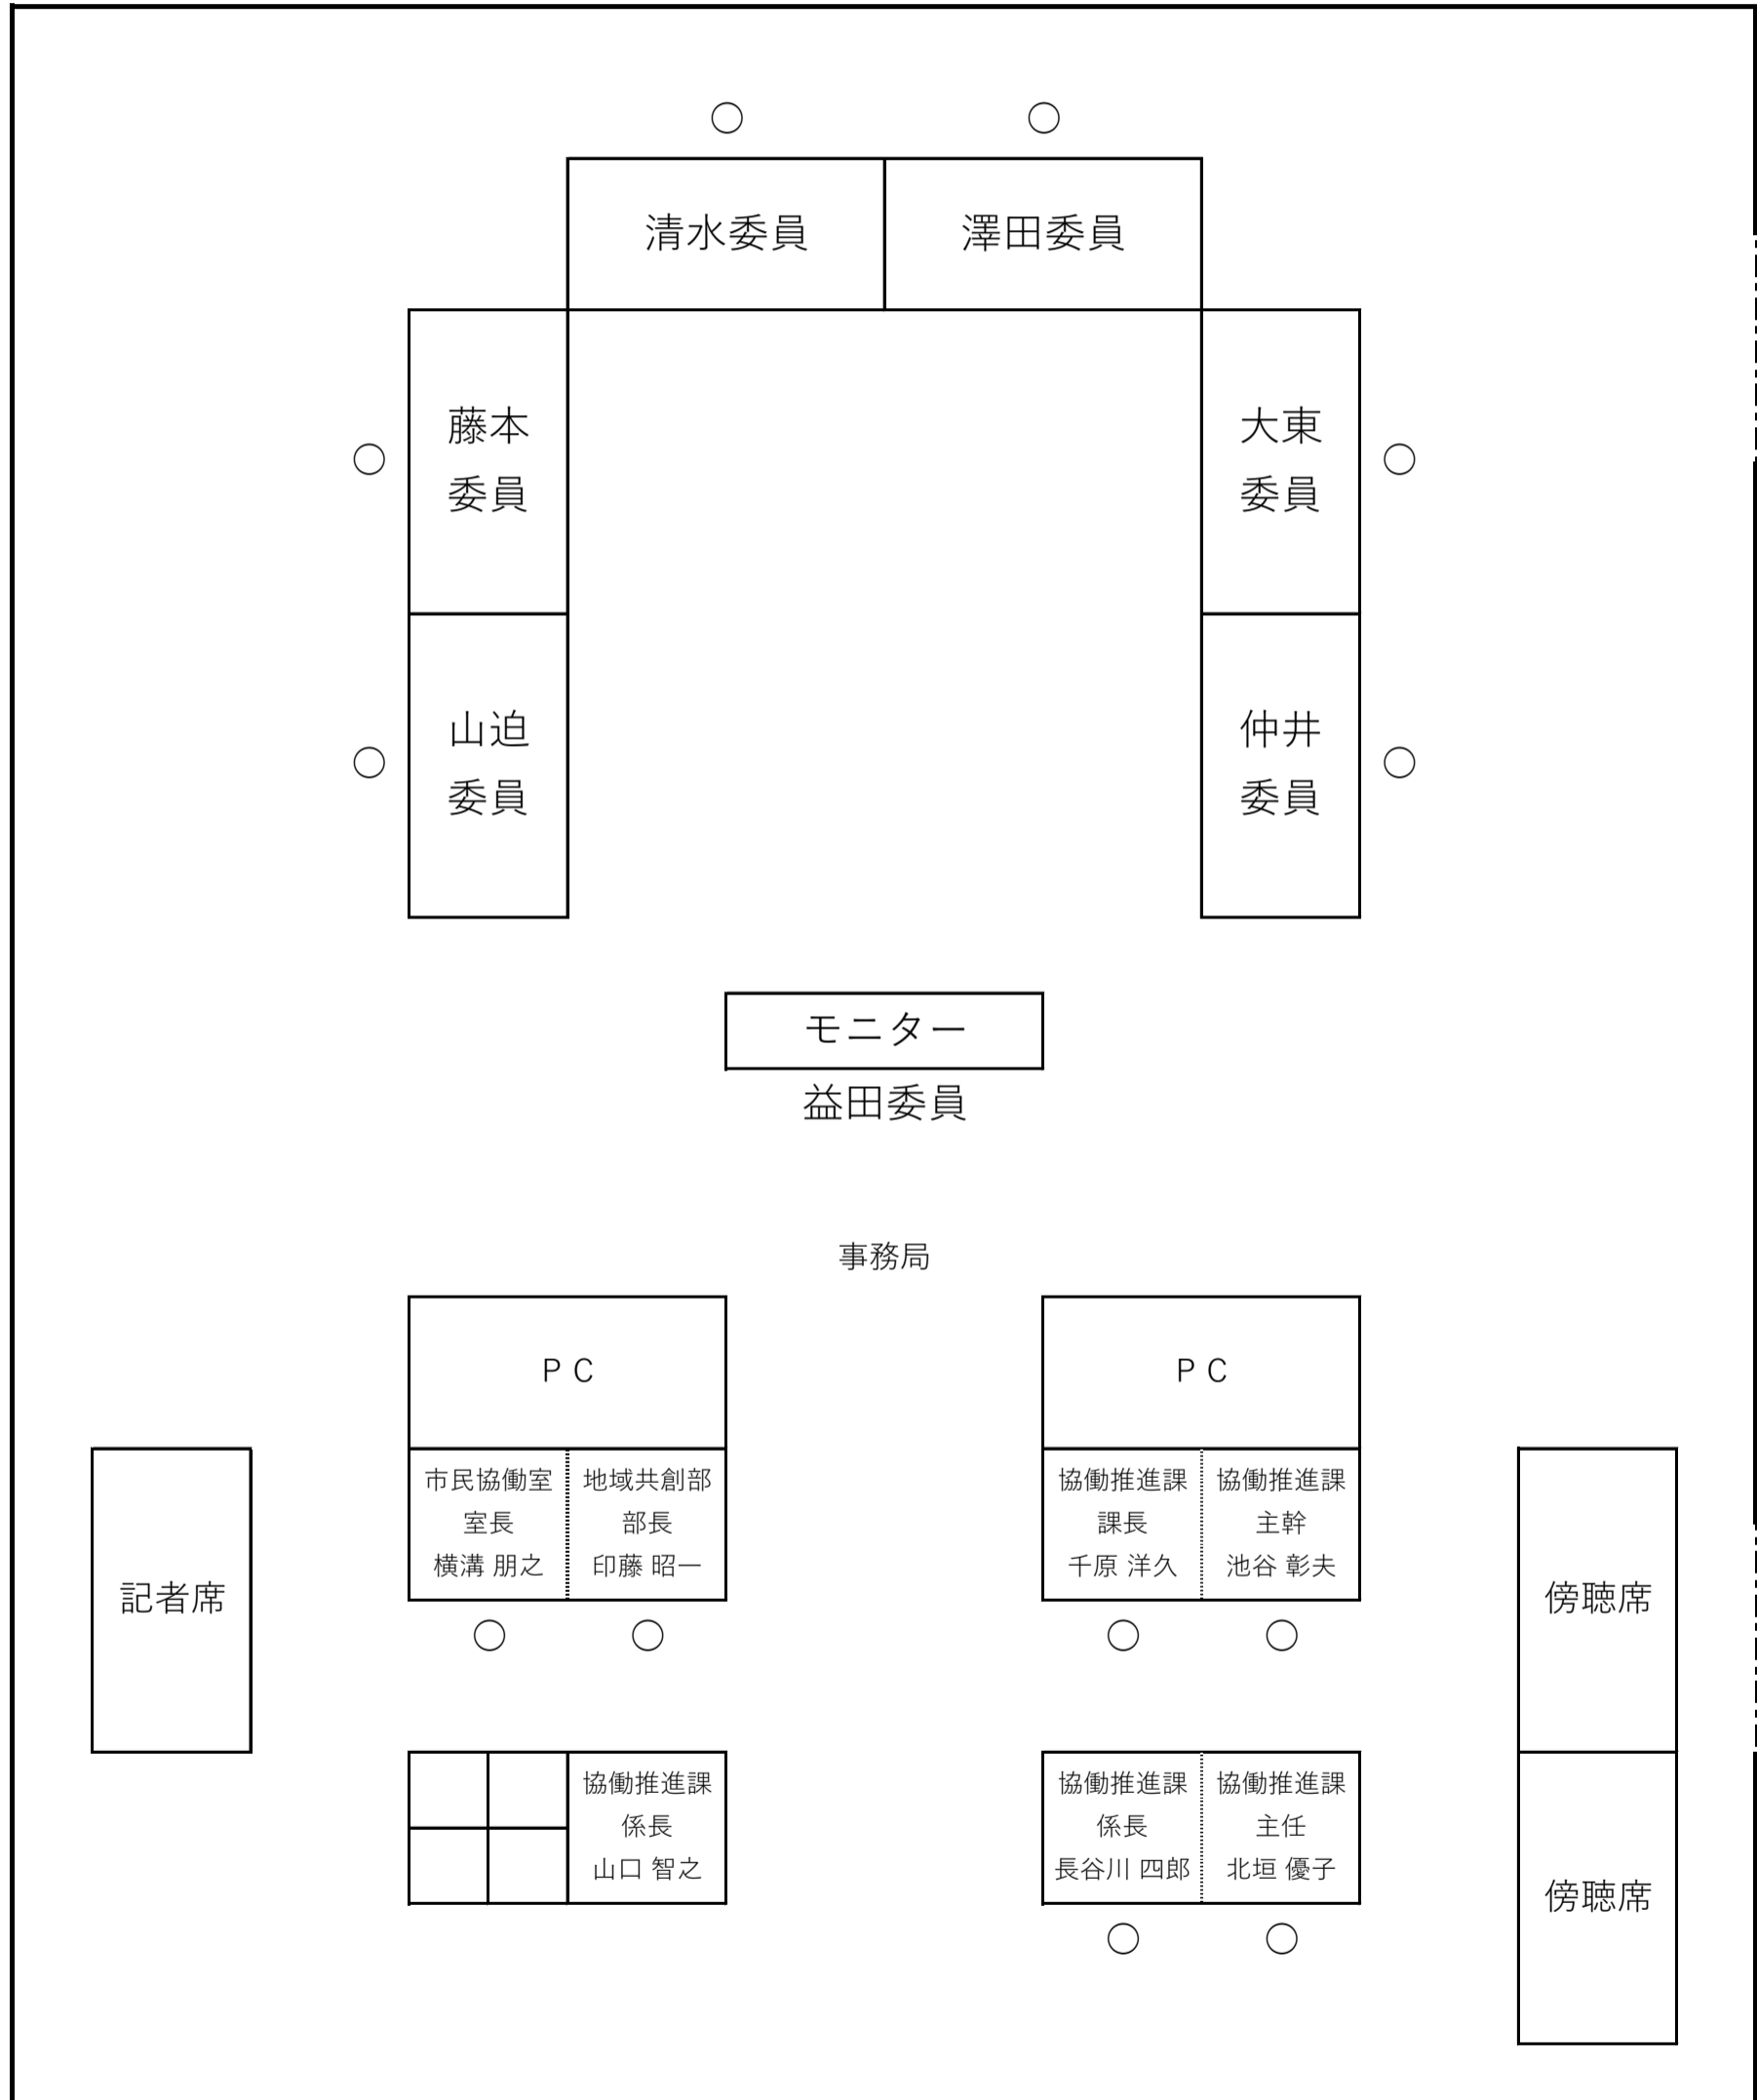 清水委員
澤田委員
藤本
委員
大東
委員
山迫
委員
仲井
委員
モニター
益田委員
事務局
ＰＣ
ＰＣ
市民協働室
室長
横溝 朋之
地域共創部
部長
印藤 昭一
協働推進課
課長
千原 洋久
協働推進課
主幹
池谷 彰夫
記者席
傍聴席
協働推進課
係長
山口 智之
協働推進課
係長
長谷川 四郎
協働推進課
主任
北垣 優子
傍聴席